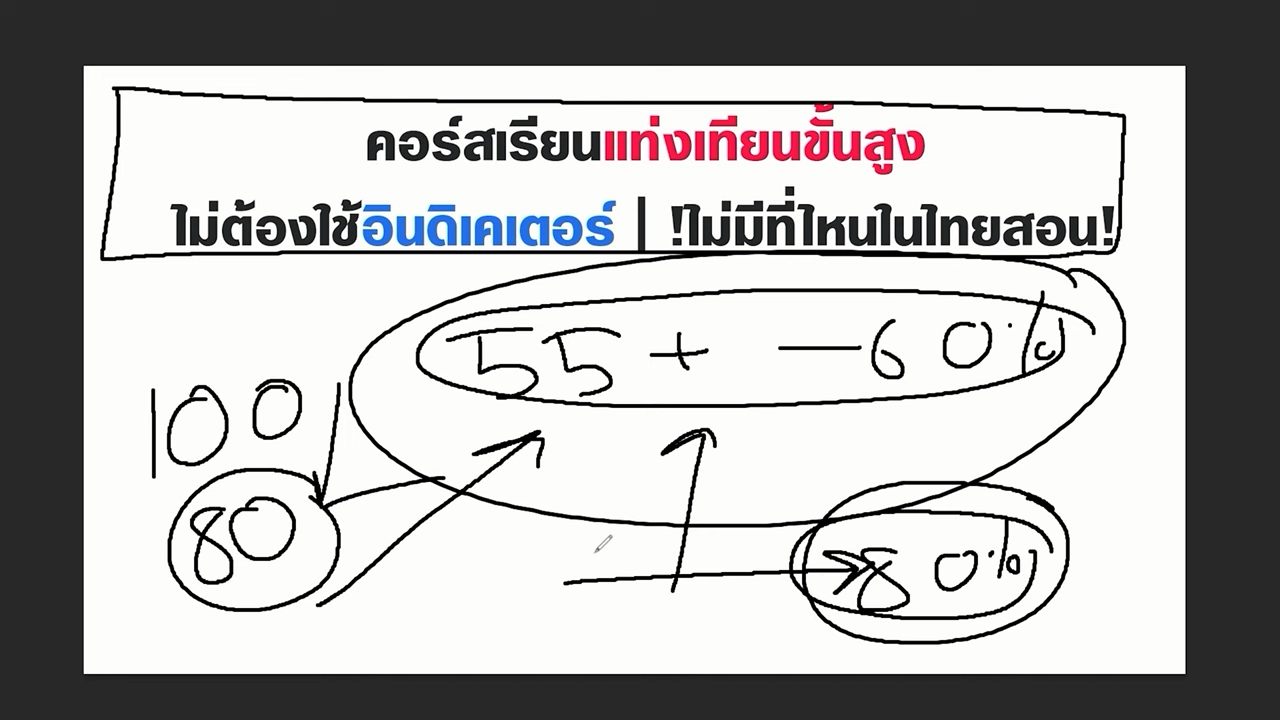 คอร์สเรียนแท่งเทียนขั้นสูง
ไม่ต้องใช้อินดิเคเตอร์ | !ไม่มีที่ไหนในไทยสอน!
55 + - 60%
100
80
80%